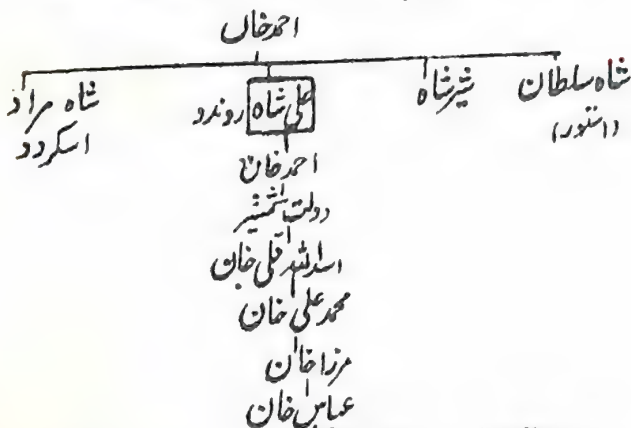 احمد خاں
شاہ سلطان شیر شاہ علی شاہ روندو شاہ مراد
(استور) اسکردو
احمد خان
دولت شمشیر
اسد اللہ قلی خان
محمد علی خان
مرزا خان
عباس خان